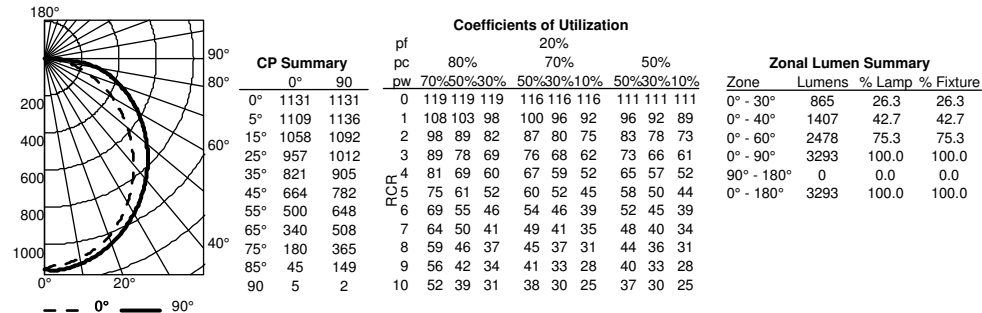 180°
90°
80°
200
400
60°
600
800
1000
40°
0°
20°
0°
90°
CP Summary
0° 90
0° 1131 1131
5° 1109 1136
15° 1058 1092
25° 957 1012
35° 821 905
45° 664 782
55° 500 648
65° 340 508
75° 180 365
85° 45 149
90 5 2
Coefficients of Utilization
pf 20%
pc 80% 70% 50%
pw 70%50%30% 50%30%10% 50%30%10%
RCR
0 119 119 119 116 116 116 111 111 111
1 108 103 98 100 96 92 96 92 89
2 98 89 82 87 80 75 83 78 73
3 89 78 69 76 68 62 73 66 61
4 81 69 60 67 59 52 65 57 52
5 75 61 52 60 52 45 58 50 44
6 69 55 46 54 46 39 52 45 39
7 64 50 41 49 41 35 48 40 34
8 59 46 37 45 37 31 44 36 31
9 56 42 34 41 33 28 40 33 28
10 52 39 31 38 30 25 37 30 25
Zonal Lumen Summary
Zone Lumens % Lamp % Fixture
0° - 30° 865 26.3 26.3
0° - 40° 1407 42.7 42.7
0° - 60° 2478 75.3 75.3
0° - 90° 3293 100.0 100.0
90° - 180° 0 0.0 0.0
0° - 180° 3293 100.0 100.0